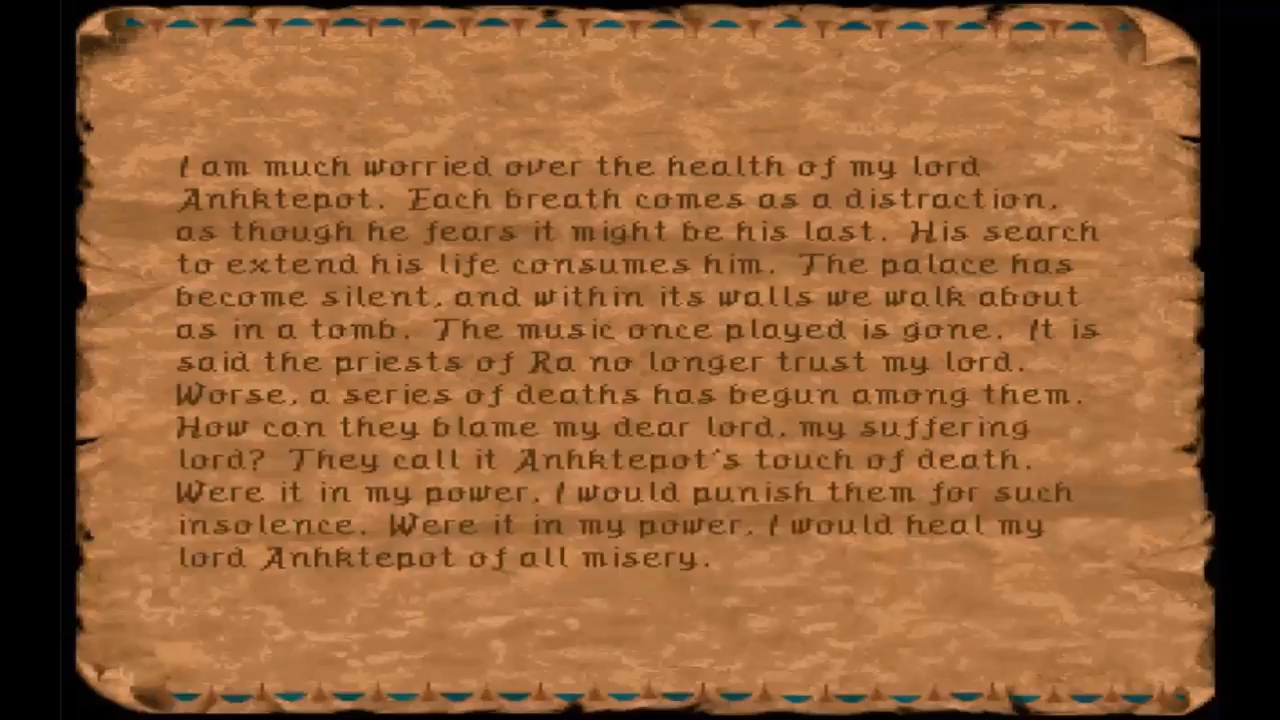 I am much worried over the health of my lord
Anhktepot. Each breath comes as a distraction,
as though he fears it might be his last. His search
to extend his life consumes him. The palace has
become silent, and within its walls we walk about
as in a tomb. The music once played is gone. It is
said the priests of Ra no longer trust my lord.
Worse, a series of deaths has begun among them.
How can they blame my dear lord, my suffering
lord? They call it Anhktepot's touch of death.
Were it in my power, I would punish them for such
insolence. Were it in my power, I would heal my
lord Anhktepot of all misery.